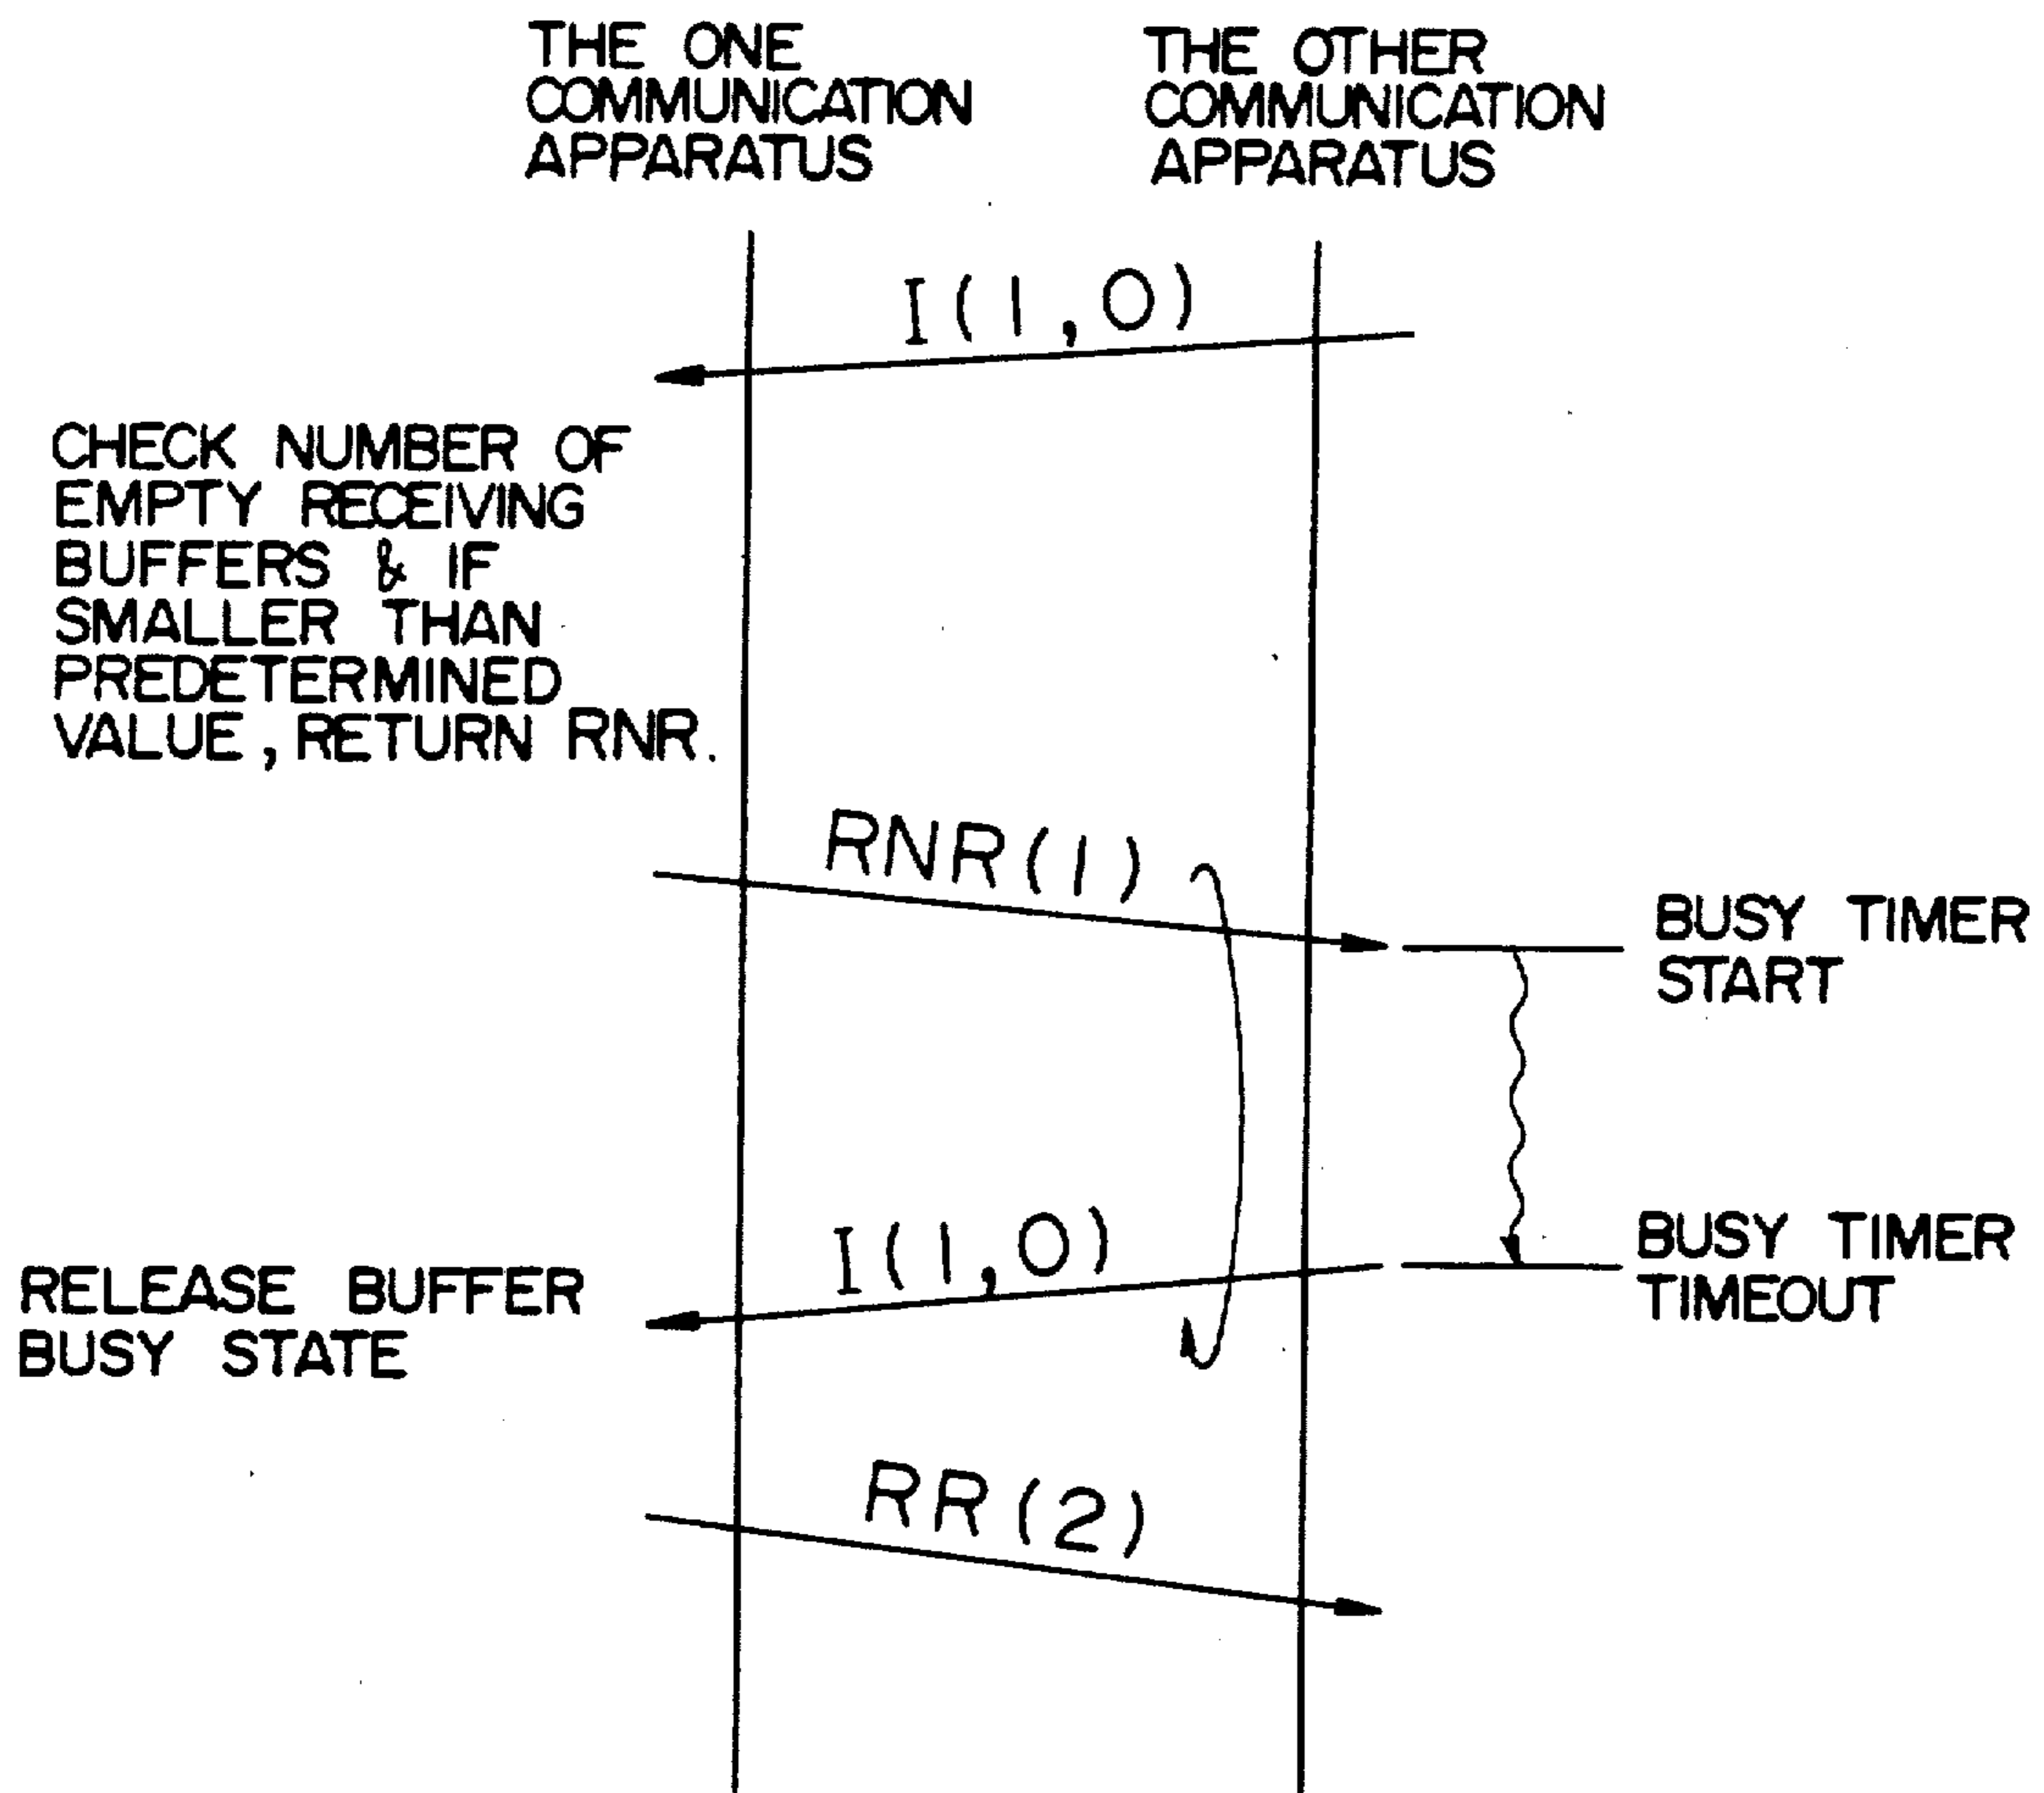 THE ONE
COMMUNICATION
APPARATUS
THE OTHER
COMMUNICATION
APPARATUS
I(1,0)
CHECK NUMBER OF
EMPTY RECEIVING
BUFFERS & IF
SMALLER THAN
PREDETERMINED
VALUE, RETURN RNR.
RNR(1)
BUSY TIMER
START
I(1,0)
BUSY TIMER
TIMEOUT
RELEASE BUFFER
BUSY STATE
RR(2)